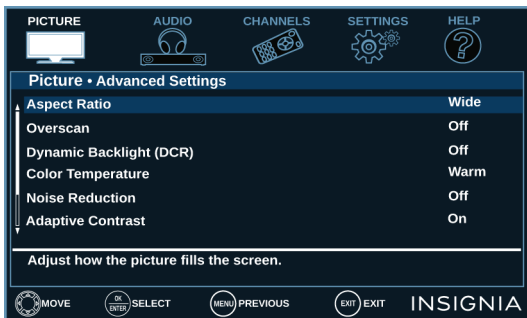 PICTURE AUDIO CHANNELS SETTINGS HELP
?
Picture • Advanced Settings
Aspect Ratio Wide
Overscan Off
Dynamic Backlight (DCR) Off
Color Temperature Warm
Noise Reduction Off
Adaptive Contrast On
Adjust how the picture fills the screen.
MOVE OK ENTER SELECT MENU PREVIOUS EXIT EXIT INSIGNIA